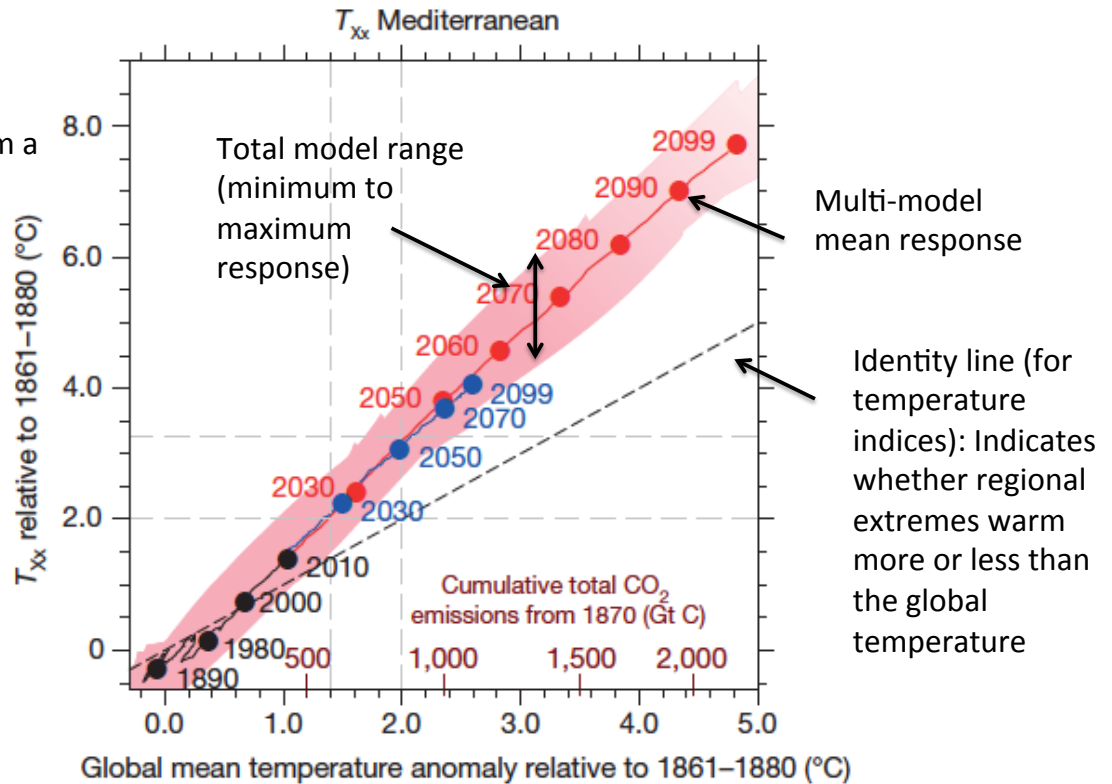 T_Xx Mediterranean
m a
Total model range
(minimum to
maximum
response)
Multi-model
mean response
Identity line (for
temperature
indices): Indicates
whether regional
extremes warm
more or less than
the global
temperature
T_Xx relative to 1861–1880 (°C)
8.0
6.0
4.0
2.0
0
2099
2090
2080
2070
2060
2050
2030
2099
2070
2050
2030
2010
2000
1980
1890
Cumulative total CO₂
emissions from 1870 (Gt C)
500 1,000 1,500 2,000
0.0 1.0 2.0 3.0 4.0 5.0
Global mean temperature anomaly relative to 1861–1880 (°C)